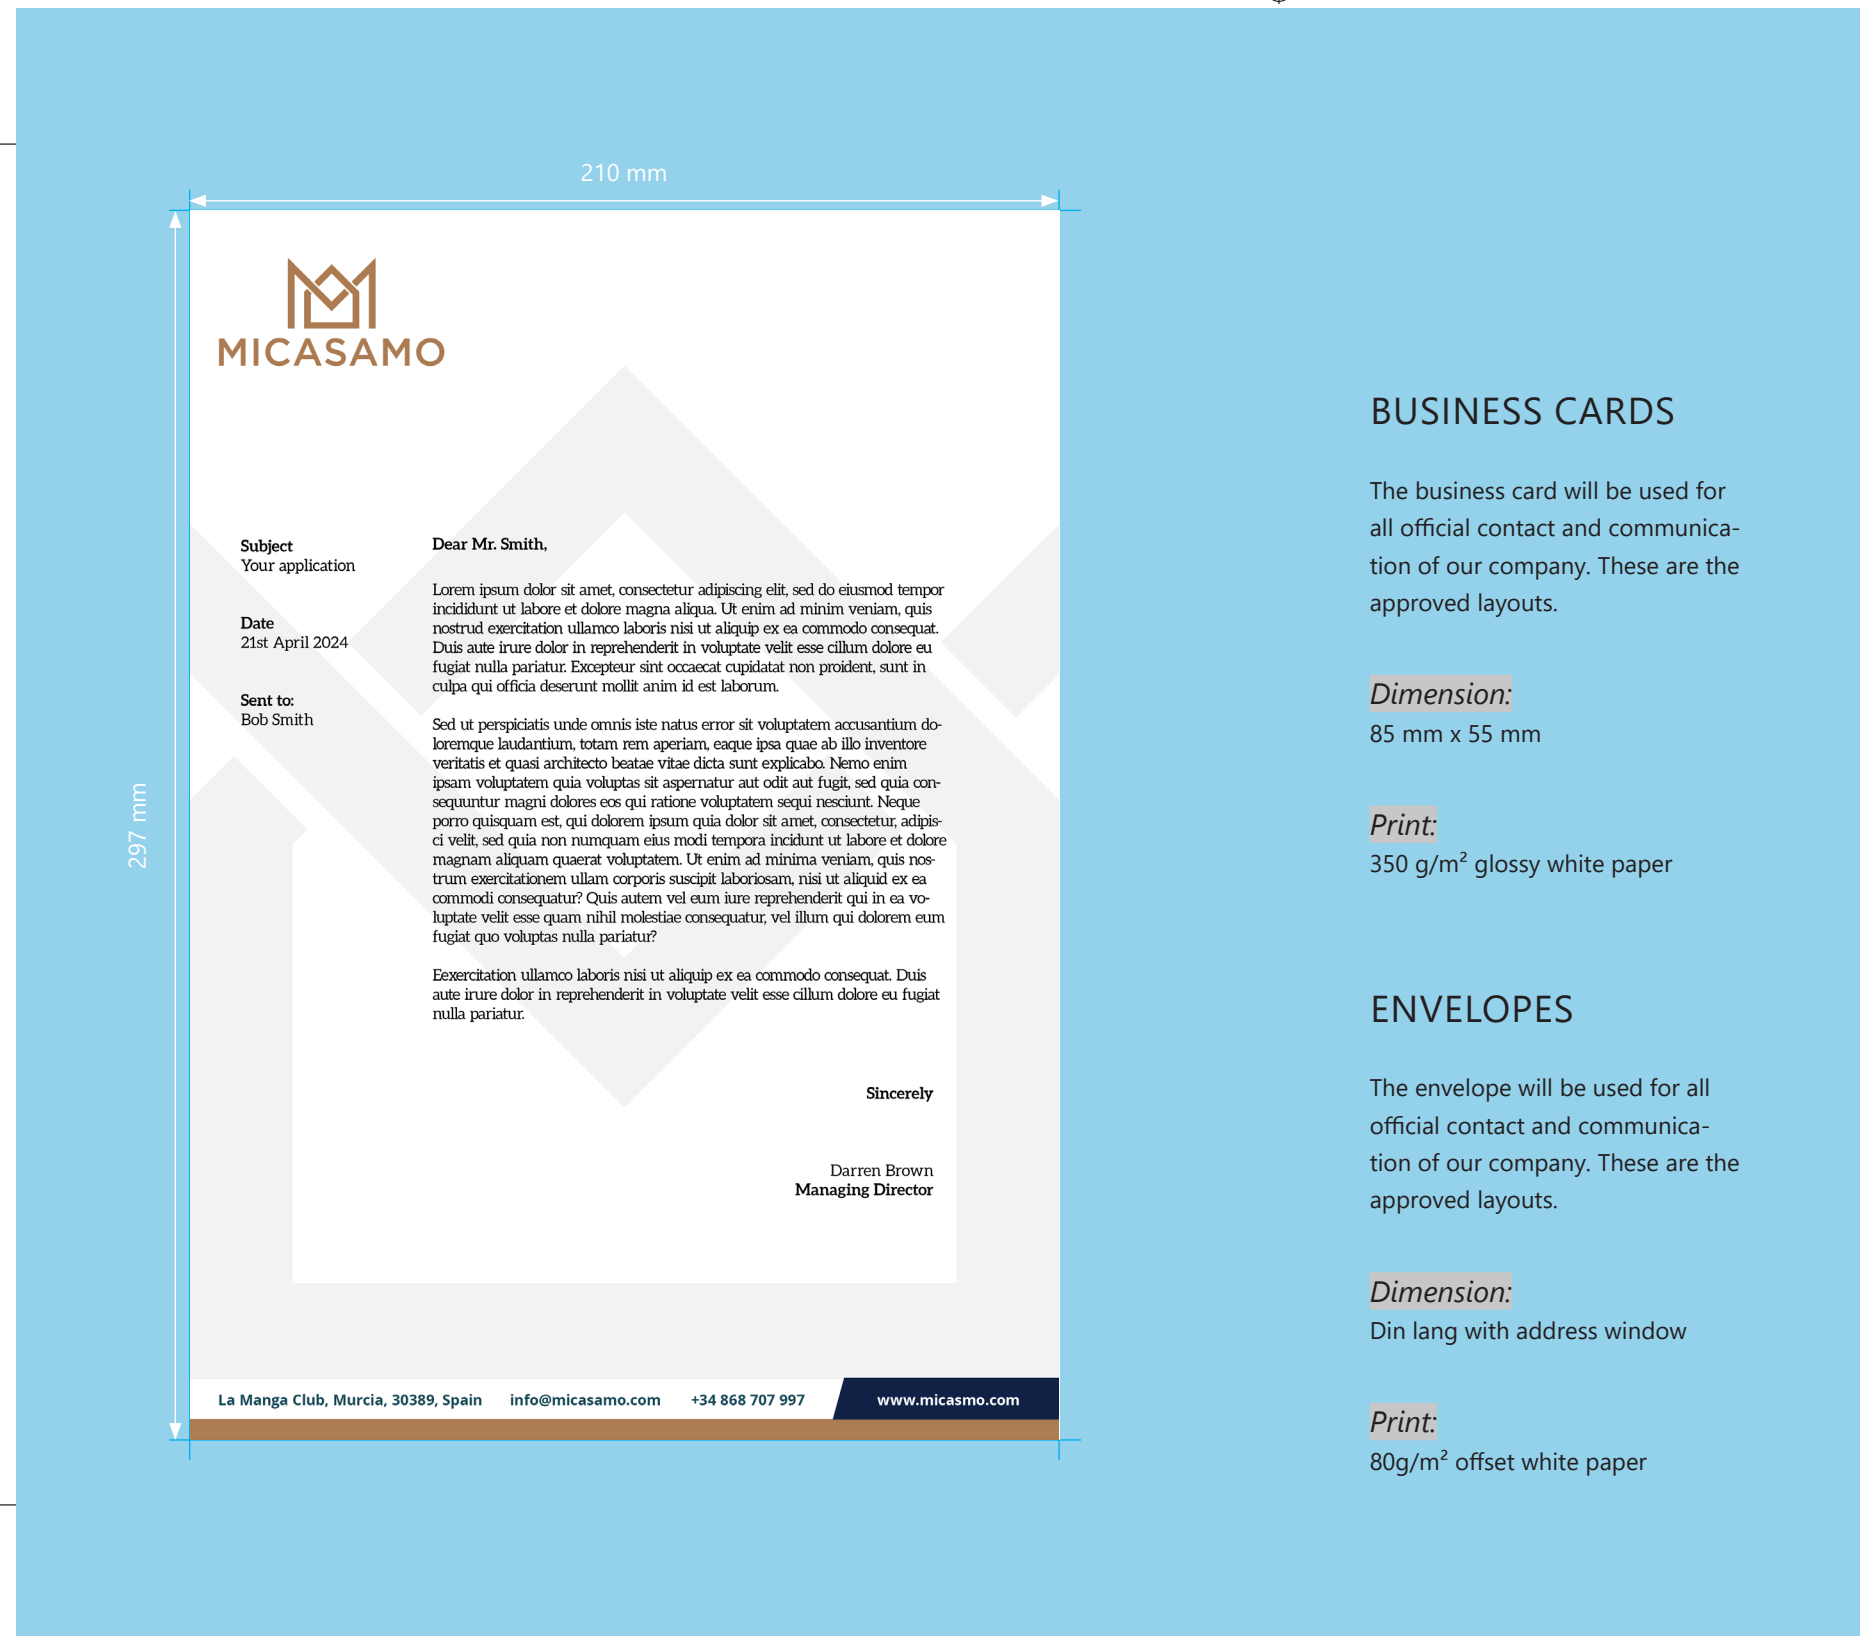 210 mm
297 mm
MICASAMO
Subject
Your application
Date
21st April 2024
Sent to:
Bob Smith
Dear Mr. Smith,
Lorem ipsum dolor sit amet, consectetur adipiscing elit, sed do eiusmod tempor
incididunt ut labore et dolore magna aliqua. Ut enim ad minim veniam, quis
nostrud exercitation ullamco laboris nisi ut aliquip ex ea commodo consequat.
Duis aute irure dolor in reprehenderit in voluptate velit esse cillum dolore eu
fugiat nulla pariatur. Excepteur sint occaecat cupidatat non proident, sunt in
culpa qui officia deserunt mollit anim id est laborum.
Sed ut perspiciatis unde omnis iste natus error sit voluptatem accusantium do-
loremque laudantium, totam rem aperiam, eaque ipsa quae ab illo inventore
veritatis et quasi architecto beatae vitae dicta sunt explicabo. Nemo enim
ipsam voluptatem quia voluptas sit aspernatur aut odit aut fugit, sed quia con-
sequuntur magni dolores eos qui ratione voluptatem sequi nesciunt. Neque
porro quisquam est, qui dolorem ipsum quia dolor sit amet, consectetur, adipis-
ci velit, sed quia non numquam eius modi tempora incidunt ut labore et dolore
magnam aliquam quaerat voluptatem. Ut enim ad minima veniam, quis nos-
trum exercitationem ullam corporis suscipit laboriosam, nisi ut aliquid ex ea
commodi consequatur? Quis autem vel eum iure reprehenderit qui in ea vo-
luptate velit esse quam nihil molestiae consequatur, vel illum qui dolorem eum
fugiat quo voluptas nulla pariatur?
Eexercitation ullamco laboris nisi ut aliquip ex ea commodo consequat. Duis
aute irure dolor in reprehenderit in voluptate velit esse cillum dolore eu fugiat
nulla pariatur.
Sincerely
Darren Brown
Managing Director
La Manga Club, Murcia, 30389, Spain info@micasamo.com +34 868 707 997 www.micasmo.com
BUSINESS CARDS
The business card will be used for
all official contact and communica-
tion of our company. These are the
approved layouts.
Dimension:
85 mm x 55 mm
Print:
350 g/m² glossy white paper
ENVELOPES
The envelope will be used for all
official contact and communica-
tion of our company. These are the
approved layouts.
Dimension:
Din lang with address window
Print:
80g/m² offset white paper